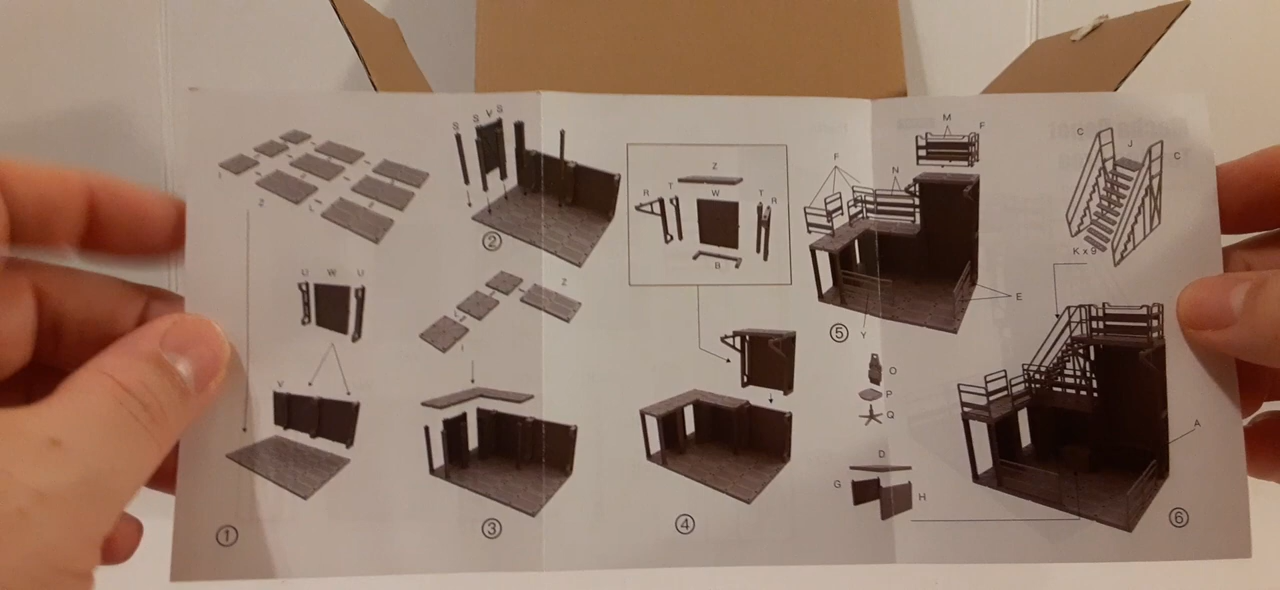 S S V S
Z
U W U
V
①
②
Z
③
Z
R T W T R
B
④
M F
F
N
E
Y
⑤
O
P
Q
D
G H
C J C
K x 9
A
⑥